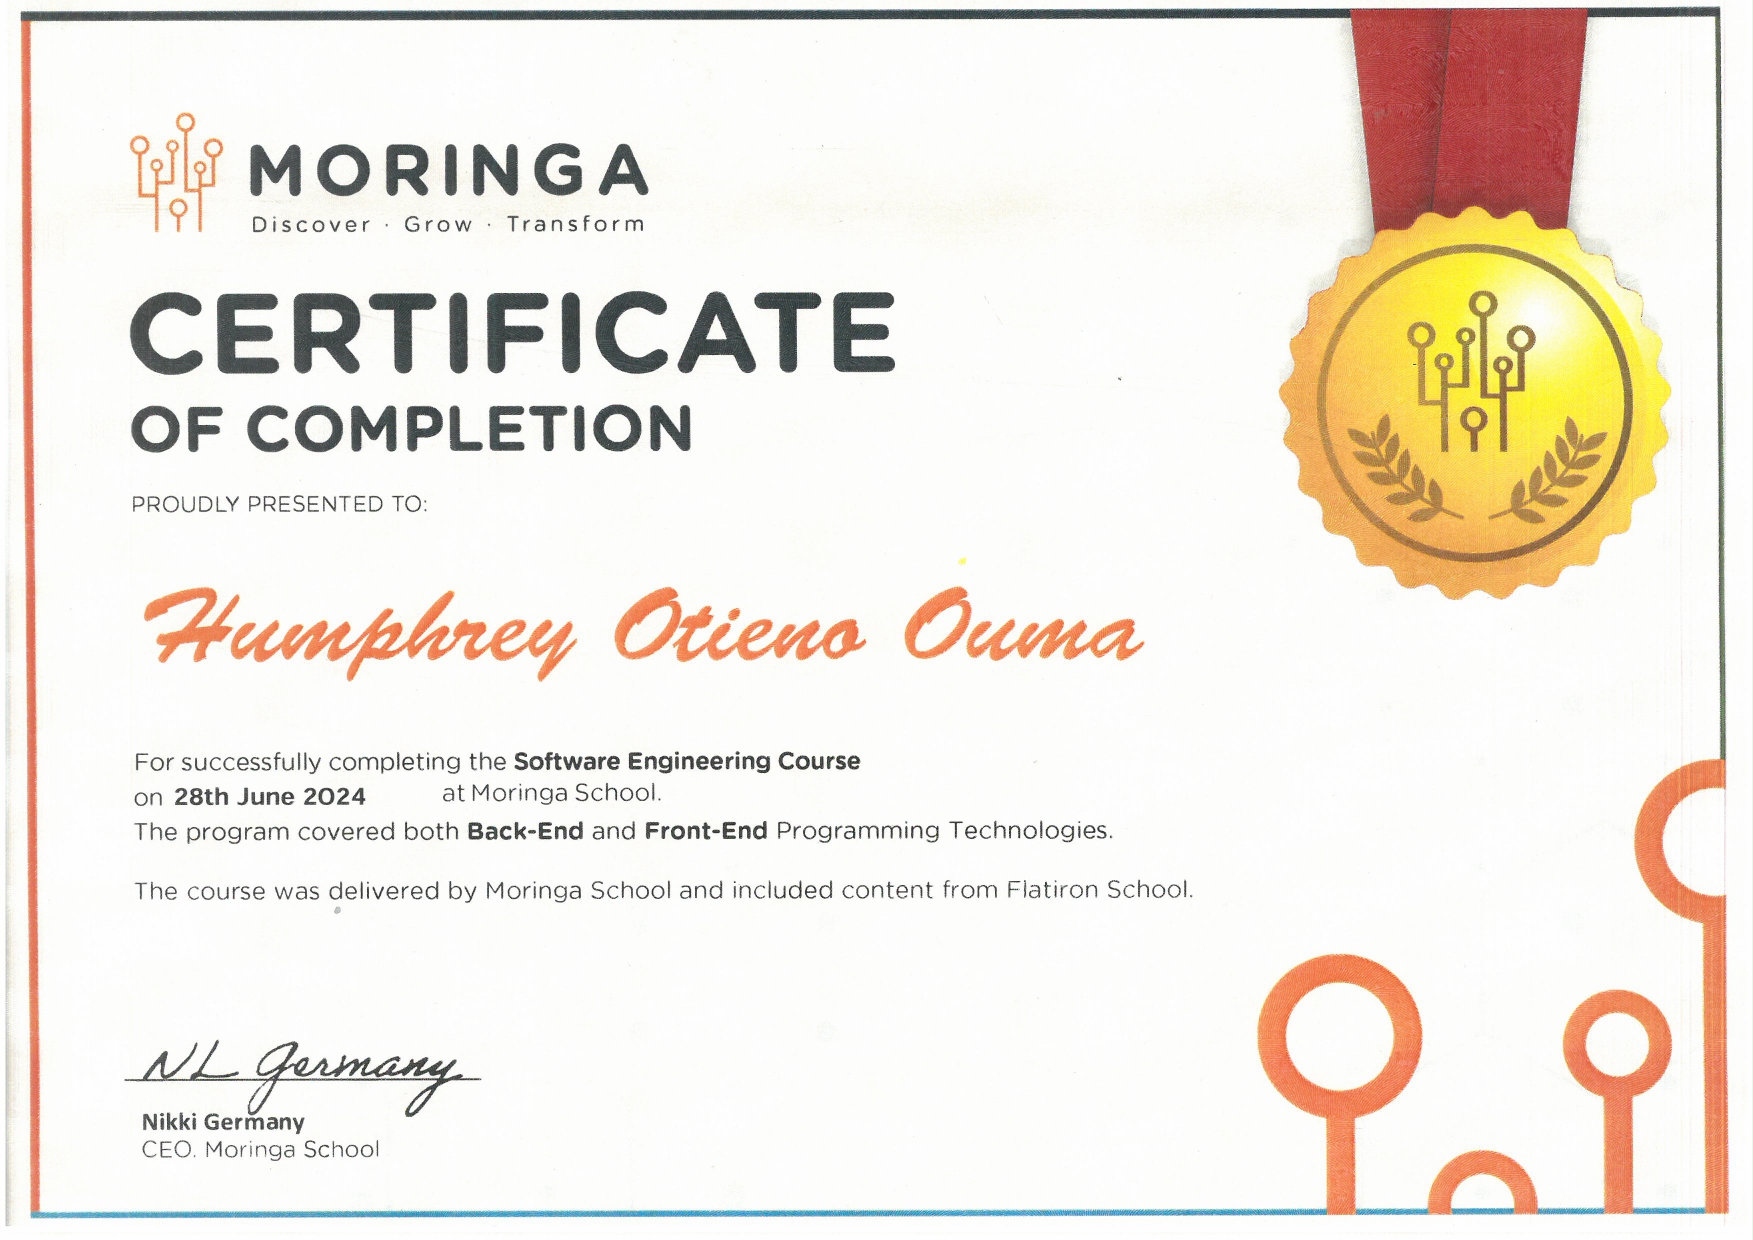 MORINGA
Discover · Grow · Transform
CERTIFICATE
OF COMPLETION
PROUDLY PRESENTED TO:
Humphrey Otieno Ouma
For successfully completing the Software Engineering Course
on 28th June 2024 at Moringa School.
The program covered both Back-End and Front-End Programming Technologies.
The course was delivered by Moringa School and included content from Flatiron School.
NL Germany
Nikki Germany
CEO. Moringa School